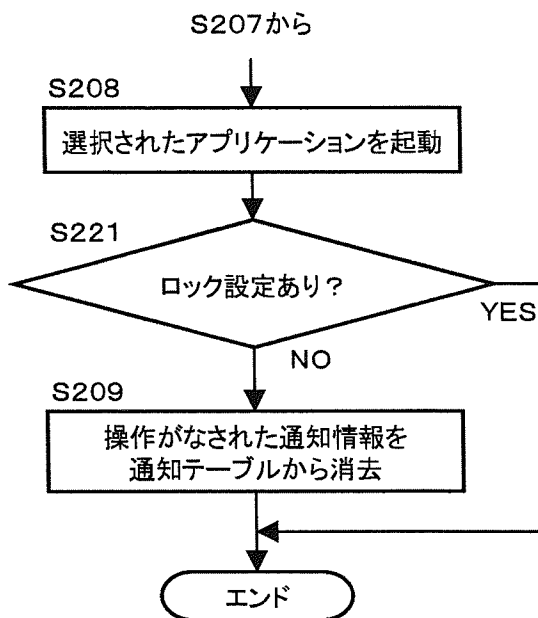 S207から
S208
選択されたアプリケーションを起動
S221
ロック設定あり?
YES
NO
S209
操作がなされた通知情報を
通知テーブルから消去
エンド